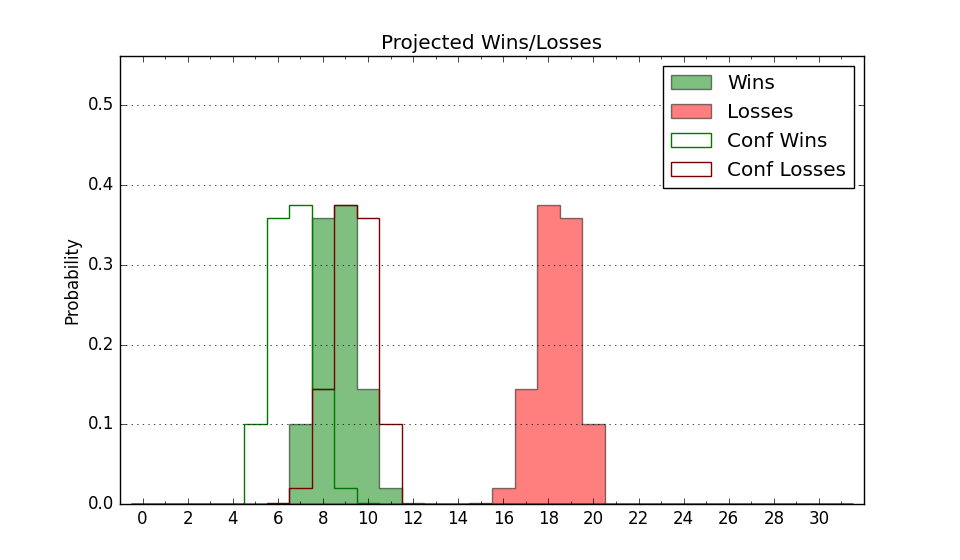 Projected Wins/Losses
Wins
Losses
Conf Wins
Conf Losses
Probability
0.5
0.4
0.3
0.2
0.1
0.0
0 2 4 6 8 10 12 14 16 18 20 22 24 26 28 30